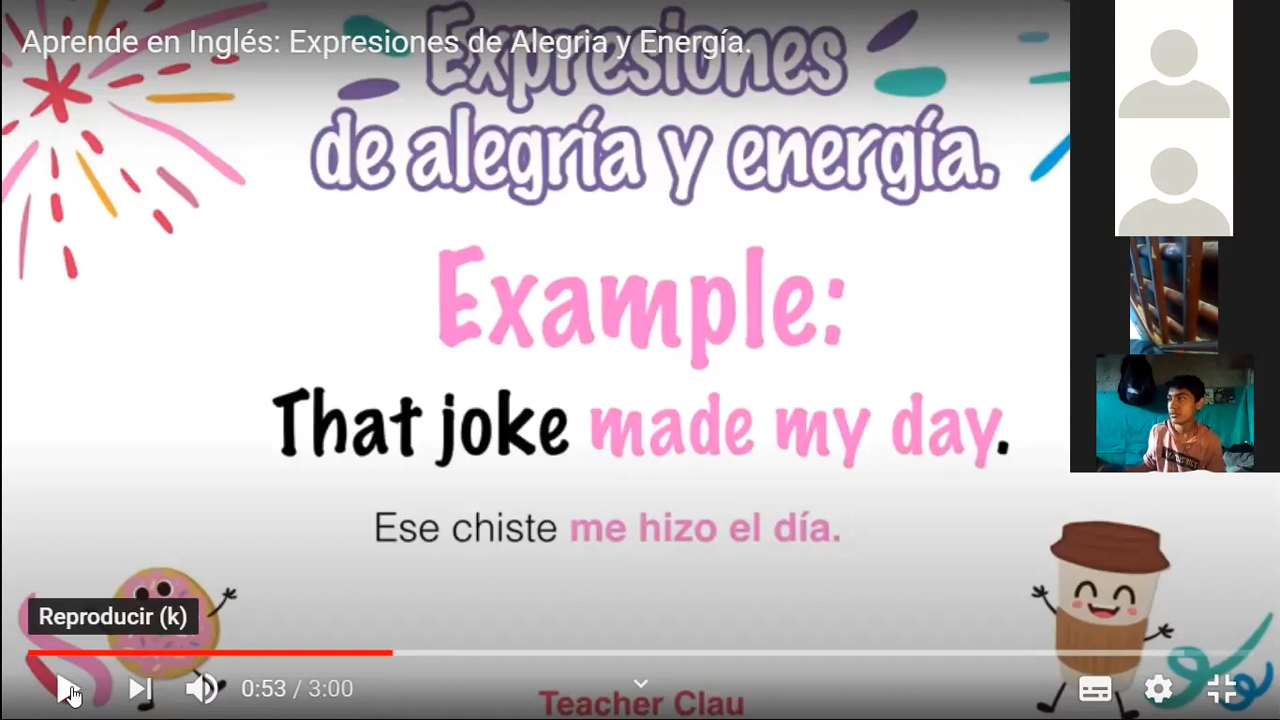 Aprende en Inglés: Expresiones de Alegria y Energía.
Expresiones
de alegría y energía.
Example:
That joke made my day.
Ese chiste me hizo el día.
Reproducir (k)
0:53 / 3:00
Teacher Clau